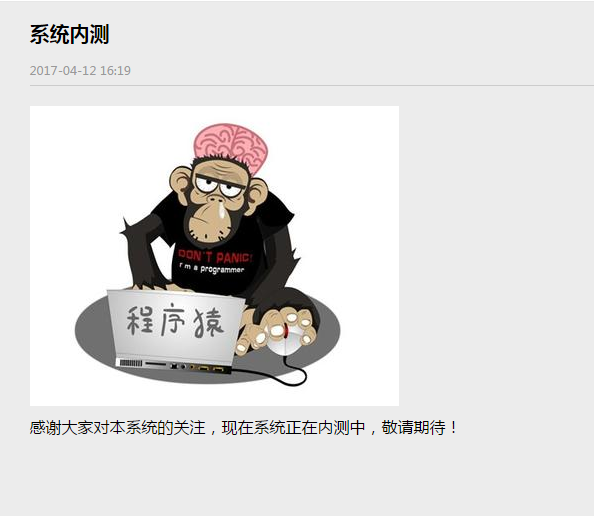 系统内测
2017-04-12 16:19
DON'T PANIC!
I'm a programmer
程序猿
感谢大家对本系统的关注，现在系统正在内测中，敬请期待！